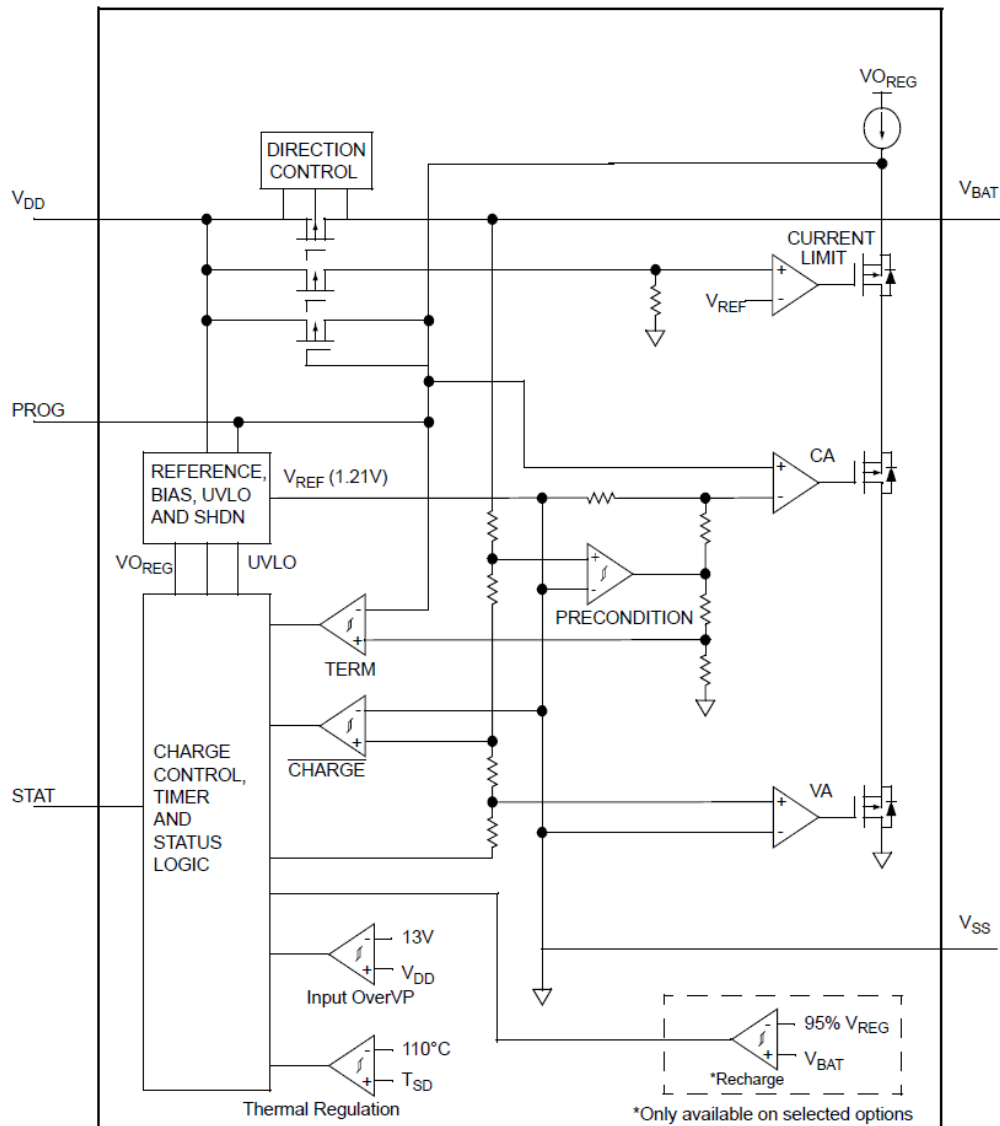 VO_REG
DIRECTION
CONTROL
V_DD
V_BAT
CURRENT
LIMIT
+
V_REF
-
PROG
CA
+
-
REFERENCE,
BIAS, UVLO
AND SHDN
V_REF (1.21V)
VO_REG
UVLO
+
-
PRECONDITION
-
+
TERM
-
+
CHARGE
CHARGE
CONTROL,
TIMER
AND
STATUS
LOGIC
STAT
VA
+
-
V_SS
- 13V
+ V_DD
Input OverVP
- 95% V_REG
+ V_BAT
*Recharge
- 110°C
+ T_SD
Thermal Regulation
*Only available on selected options